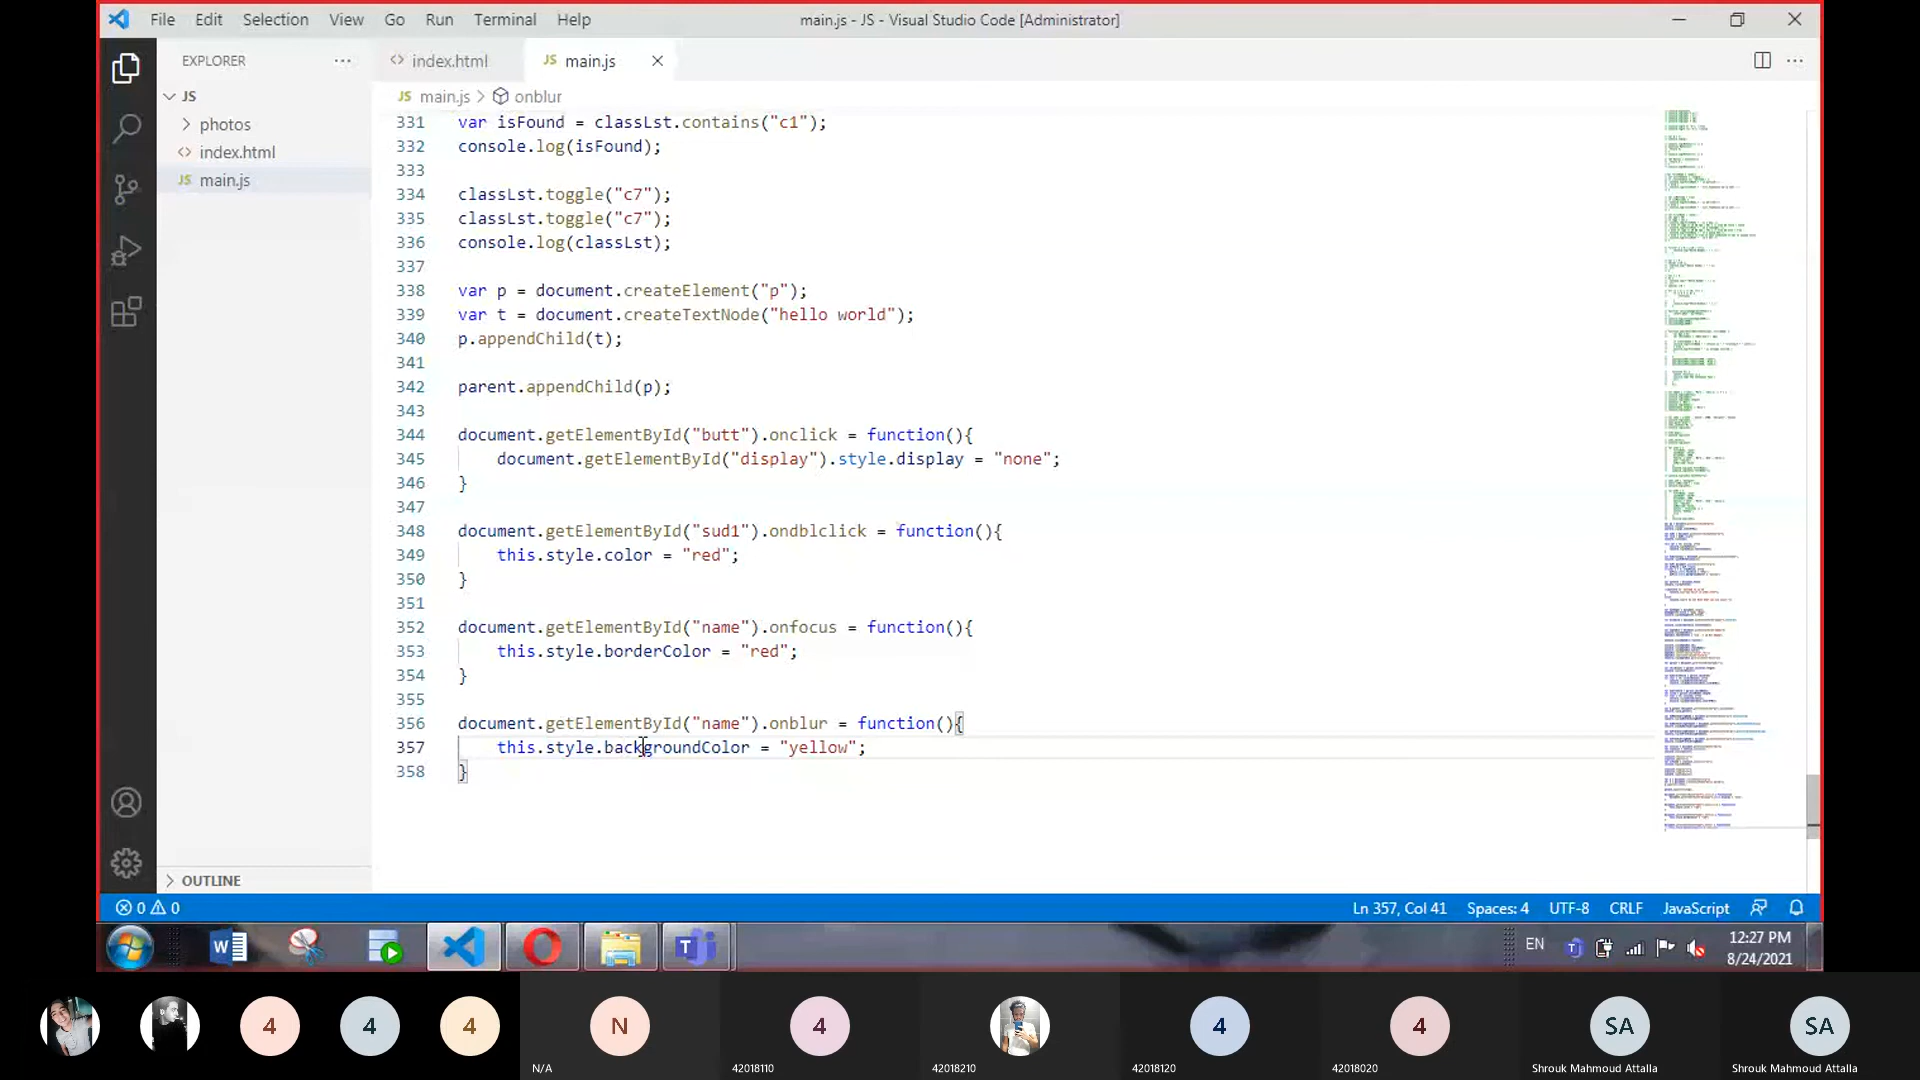 File Edit Selection View Go Run Terminal Help
main.js - JS - Visual Studio Code [Administrator]
EXPLORER
index.html
JS main.js
JS
photos
index.html
JS main.js
OUTLINE
JS main.js > onblur
331 var isFound = classLst.contains("c1");
332 console.log(isFound);
333
334 classLst.toggle("c7");
335 classLst.toggle("c7");
336 console.log(classLst);
337
338 var p = document.createElement("p");
339 var t = document.createTextNode("hello world");
340 p.appendChild(t);
341
342 parent.appendChild(p);
343
344 document.getElementById("butt").onclick = function(){
345 document.getElementById("display").style.display = "none";
346 }
347
348 document.getElementById("sud1").ondblclick = function(){
349 this.style.color = "red";
350 }
351
352 document.getElementById("name").onfocus = function(){
353 this.style.borderColor = "red";
354 }
355
356 document.getElementById("name").onblur = function(){
357 this.style.backgroundColor = "yellow";
358 }
0 0
Ln 357, Col 41 Spaces: 4 UTF-8 CRLF JavaScript
EN
12:27 PM
8/24/2021
4 4 4 N 4 4 4 SA SA
N/A 42018110 42018210 42018120 42018020 Shrouk Mahmoud Attalla Shrouk Mahmoud Attalla